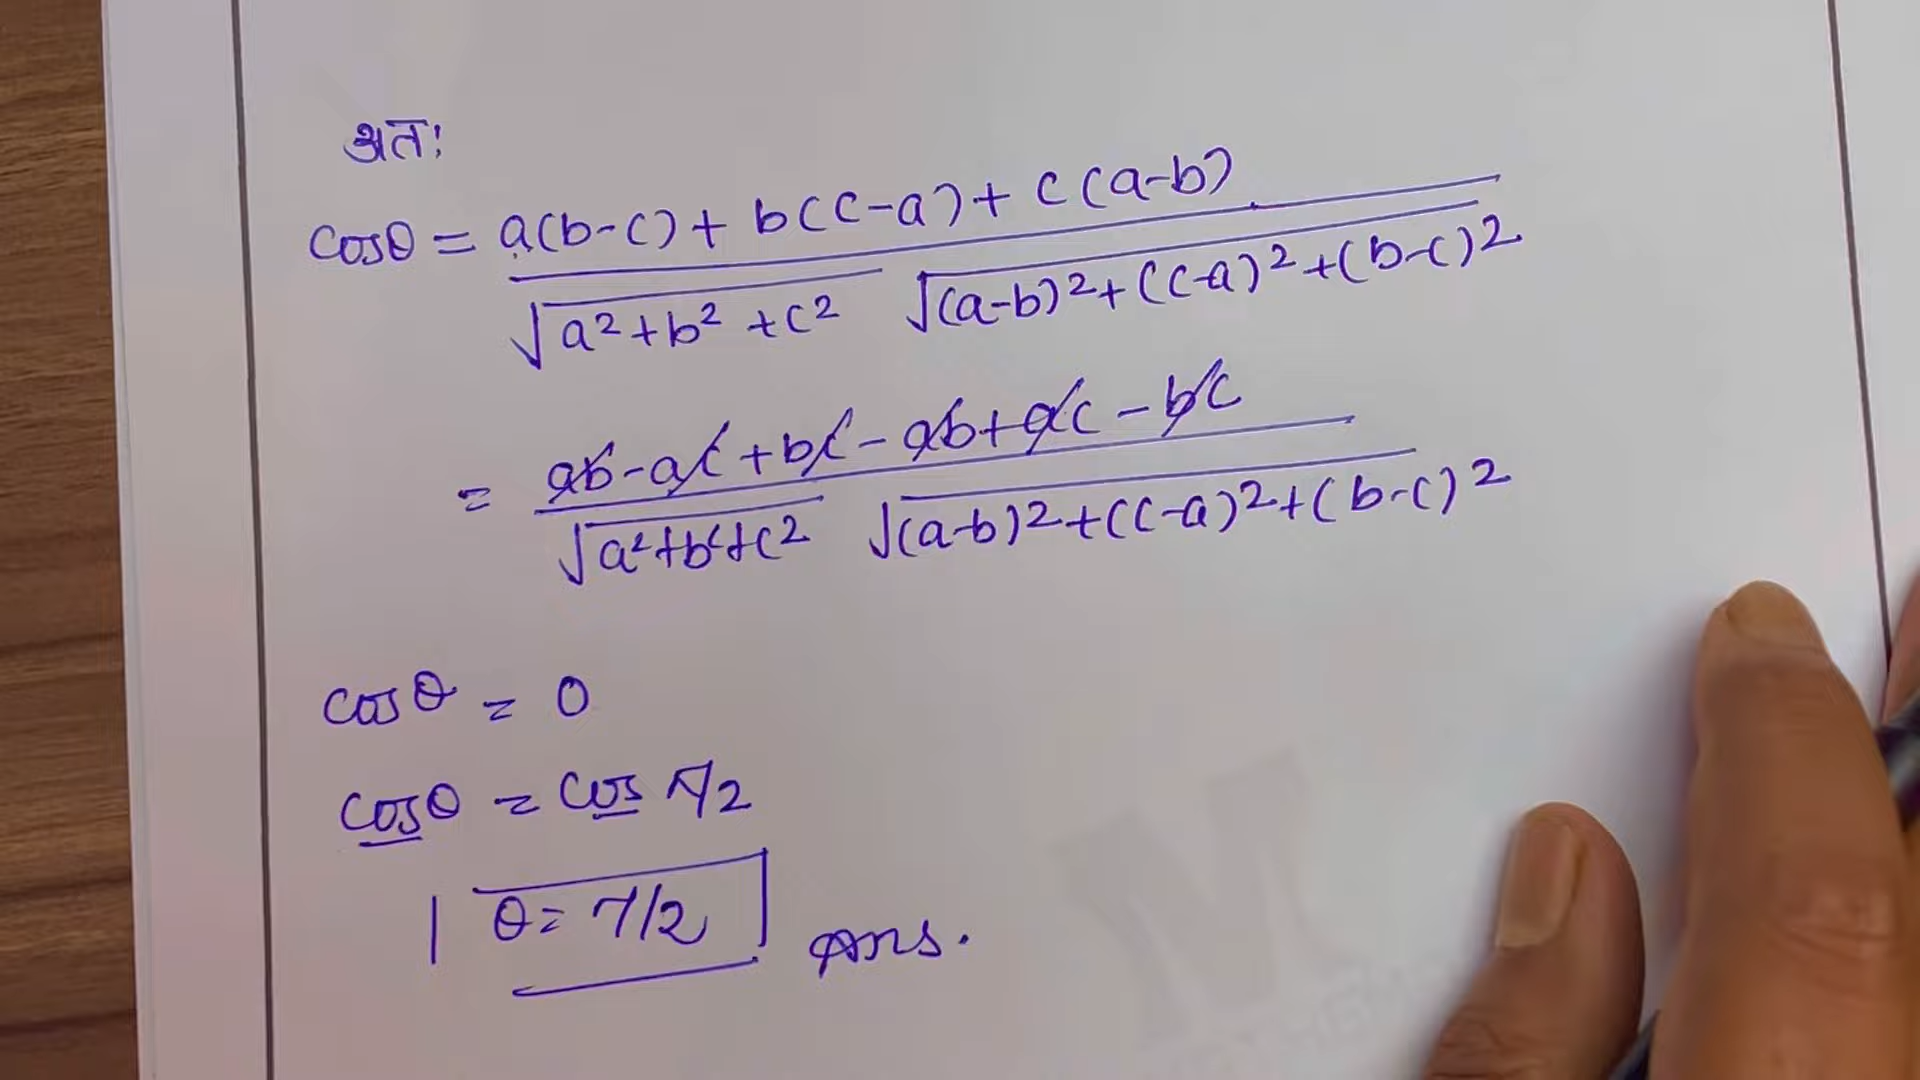 अतः
cosθ = a(b-c) + b(c-a) + c(a-b)
√a²+b²+c² √(a-b)²+(c-a)²+(b-c)²
= ab-ac+bc-ab+ac-bc
√a²+b²+c² √(a-b)²+(c-a)²+(b-c)²
cosθ = 0
cosθ = cos π/2
θ = π/2 Ans.